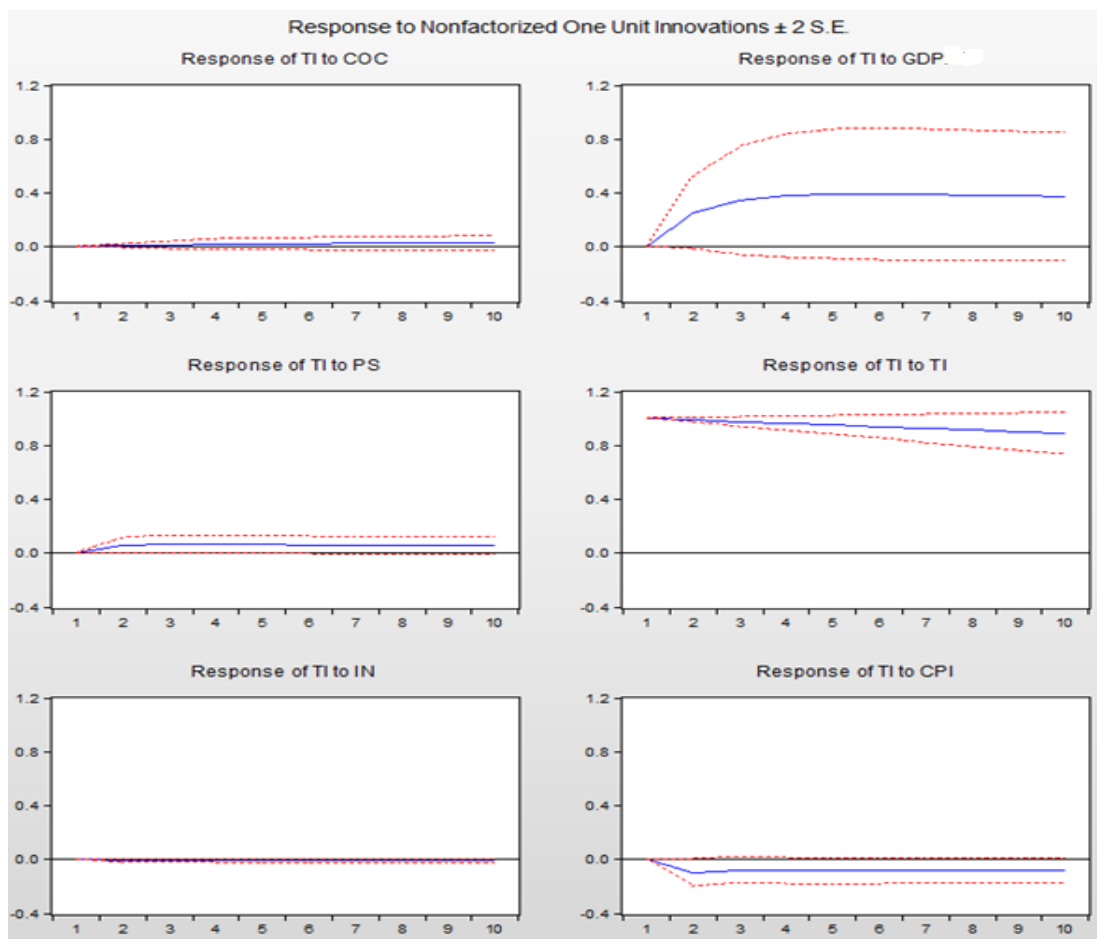 Response to Nonfactorized One Unit Innovations ± 2 S.E.
Response of TI to COC
1.2
0.8
0.4
0.0
-0.4
1 2 3 4 5 6 7 8 9 10
Response of TI to GDP.
1.2
0.8
0.4
0.0
-0.4
1 2 3 4 5 6 7 8 9 10
Response of TI to PS
1.2
0.8
0.4
0.0
-0.4
1 2 3 4 5 6 7 8 9 10
Response of TI to TI
1.2
0.8
0.4
0.0
-0.4
1 2 3 4 5 6 7 8 9 10
Response of TI to IN
1.2
0.8
0.4
0.0
-0.4
1 2 3 4 5 6 7 8 9 10
Response of TI to CPI
1.2
0.8
0.4
0.0
-0.4
1 2 3 4 5 6 7 8 9 10